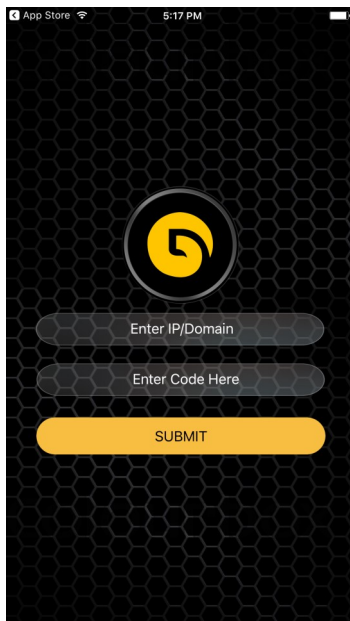 App Store
5:17 PM
Enter IP/Domain
Enter Code Here
SUBMIT